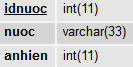 idnuoc int(11)
nuoc varchar(33)
anhien int(11)